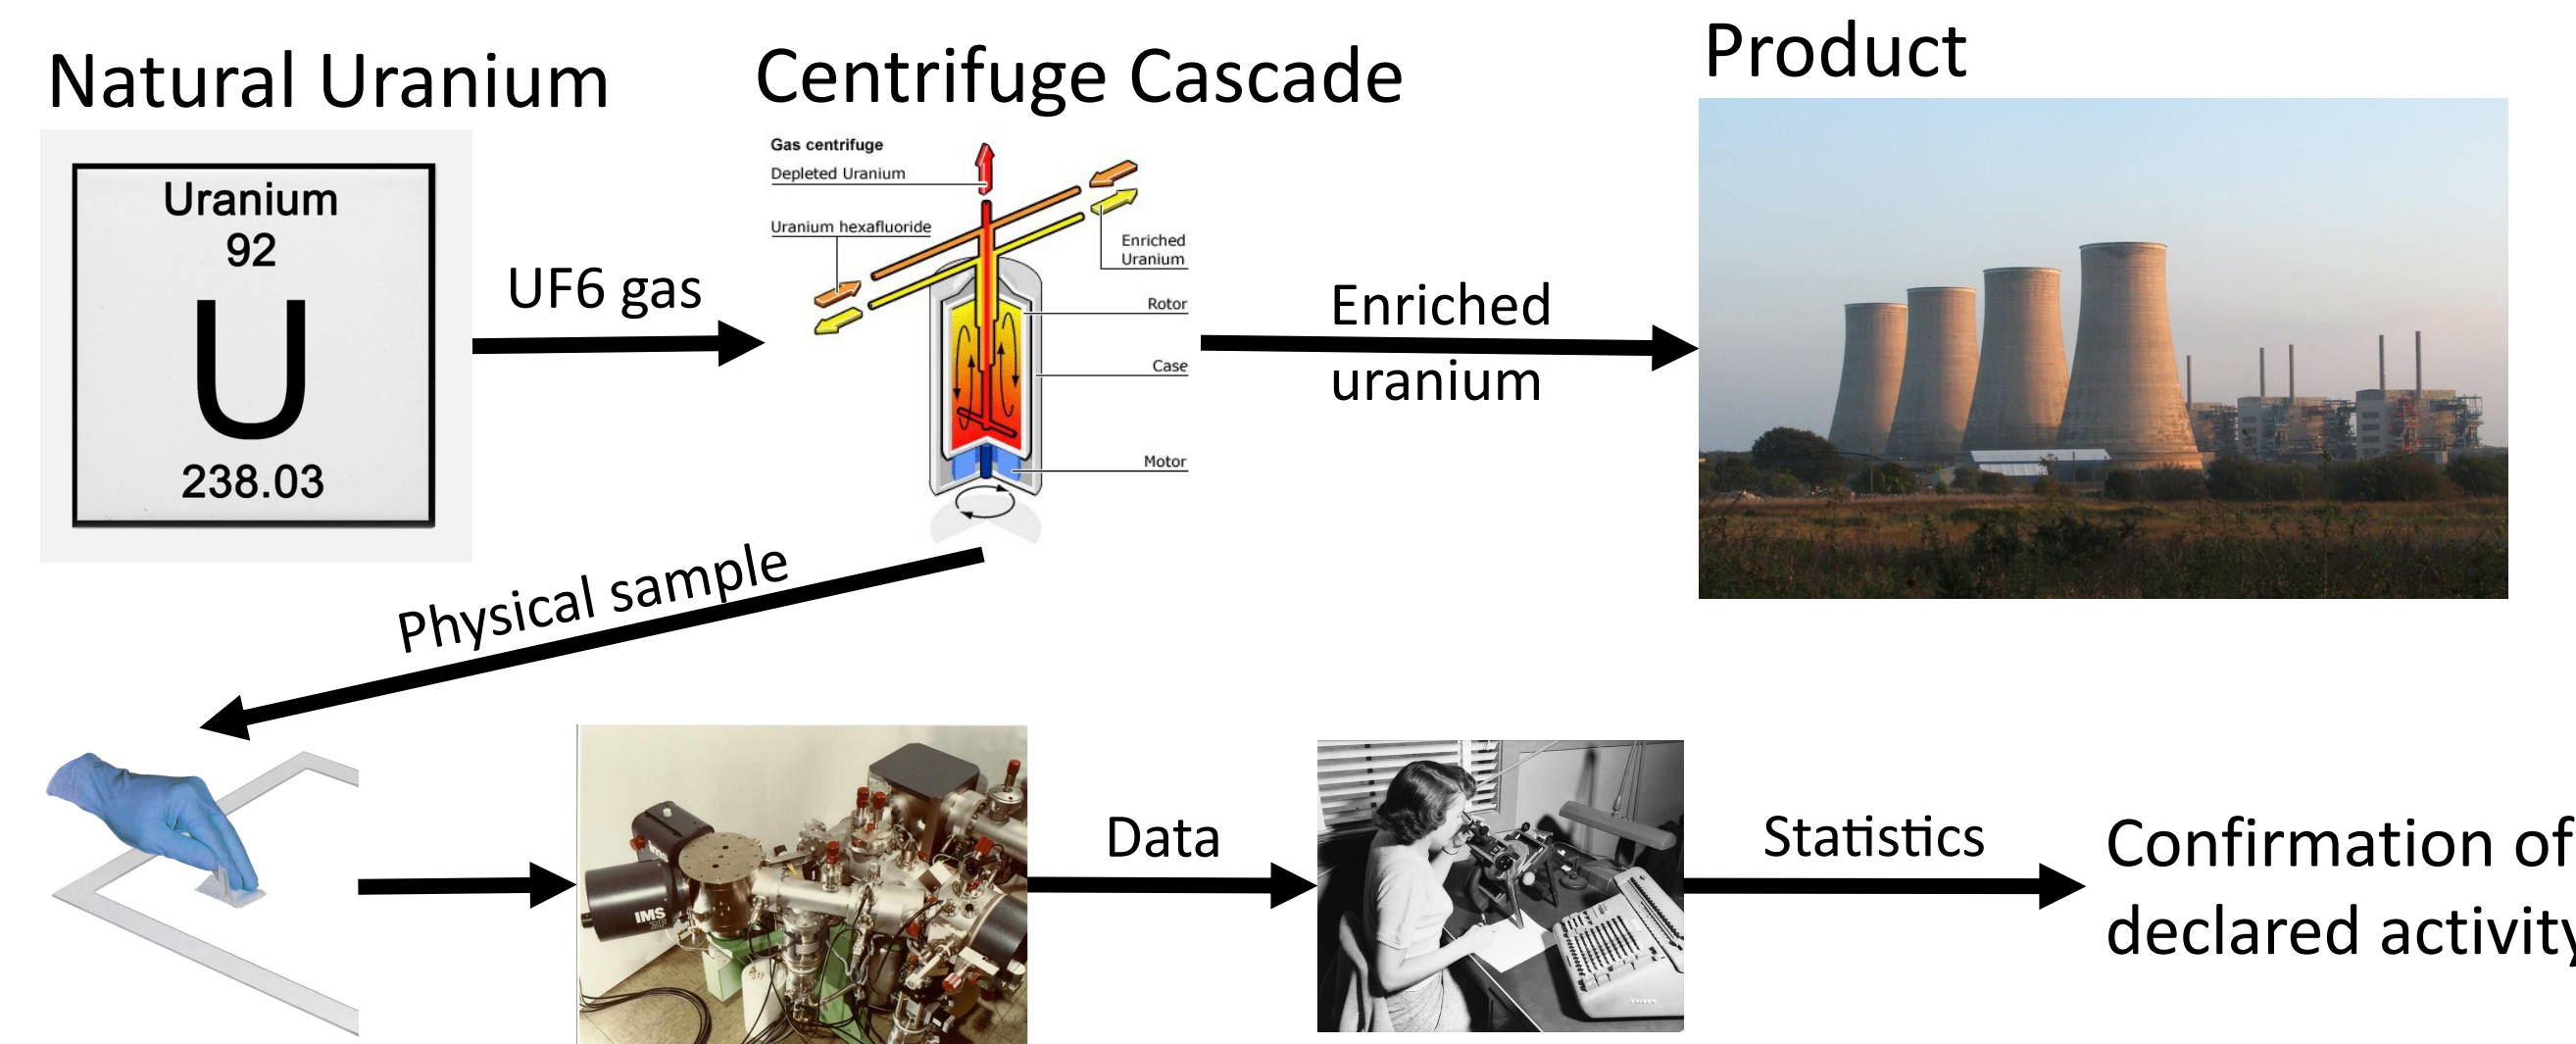 Natural Uranium
Centrifuge Cascade
Product
Uranium
92
U
238.03
UF6 gas
Gas centrifuge
Depleted Uranium
Uranium hexafluoride
Enriched
Uranium
Rotor
Case
Motor
Enriched
uranium
Physical sample
IMS
Data
Statistics
Confirmation of
declared activity